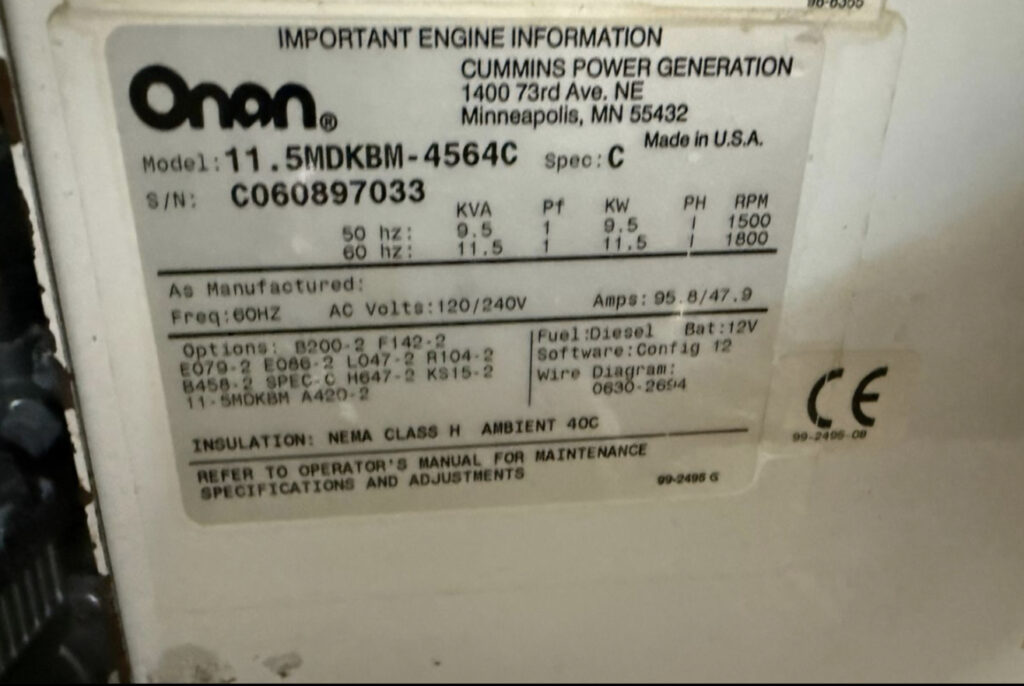 98-8355
IMPORTANT ENGINE INFORMATION
Onan®
CUMMINS POWER GENERATION
1400 73rd Ave. NE
Minneapolis, MN 55432
Made in U.S.A.
Model: 11.5MDKBM-4564C Spec: C
S/N: C060897033
KVA Pf KW PH RPM
50 hz: 9.5 1 9.5 1 1500
60 hz: 11.5 1 11.5 1 1800
As Manufactured:
Freq:60HZ AC Volts:120/240V Amps: 95.8/47.9
Options: B200-2 F142-2
E079-2 E086-2 L047-2 R104-2
B458-2 SPEC-C H647-2 KS15-2
11-5MDKBM A420-2
Fuel:Diesel Bat:12V
Software:Config 12
Wire Diagram:
0630-2694
INSULATION: NEMA CLASS H AMBIENT 40C
REFER TO OPERATOR'S MANUAL FOR MAINTENANCE
SPECIFICATIONS AND ADJUSTMENTS
99-2495 G
CE
99-2495-08